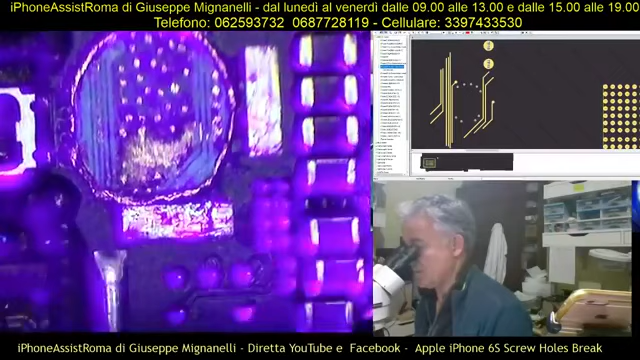 iPhoneAssistRoma di Giuseppe Mignanelli - dal lunedì al venerdì dalle 09.00 alle 13.00 e dalle 15.00 alle 19.00
Telefono: 062593732 0687728119 - Cellulare: 3397433530
iPhoneAssistRoma di Giuseppe Mignanelli - Diretta YouTube e Facebook - Apple iPhone 6S Screw Holes Break